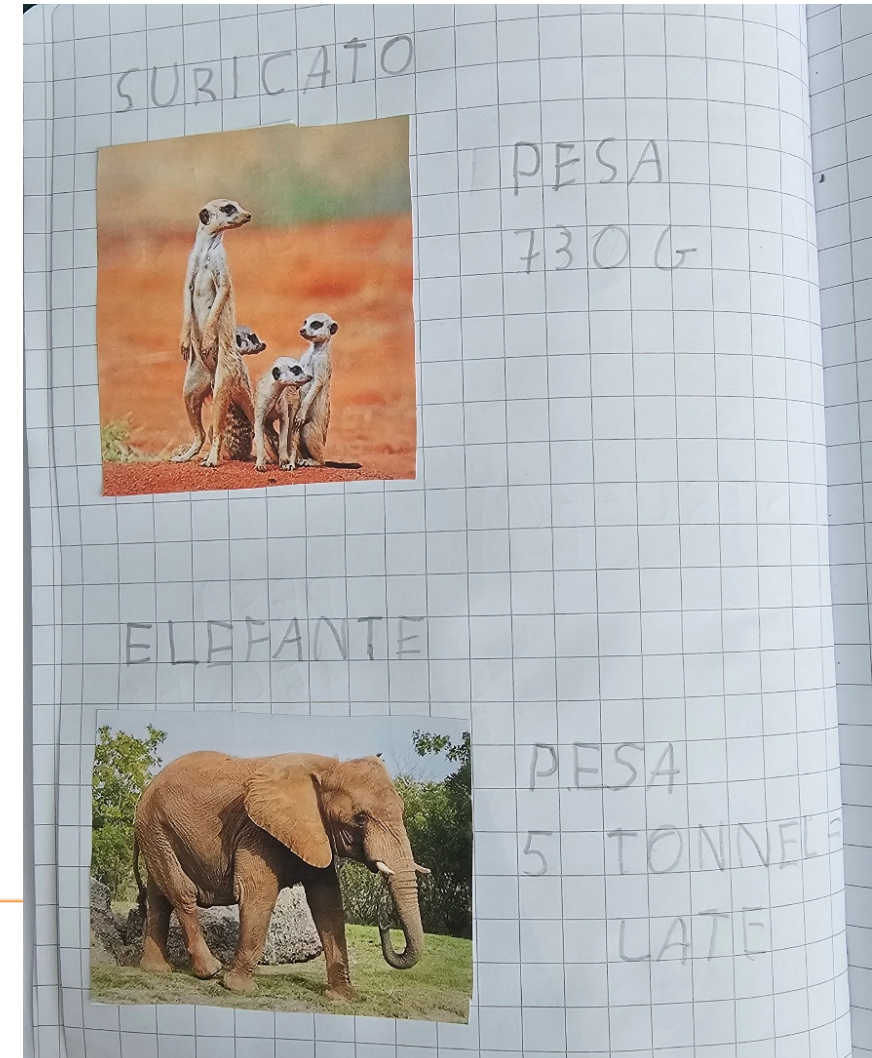 SURICATO
PESA
730 G
ELEFANTE
PESA
5 TONNEL=
LATE